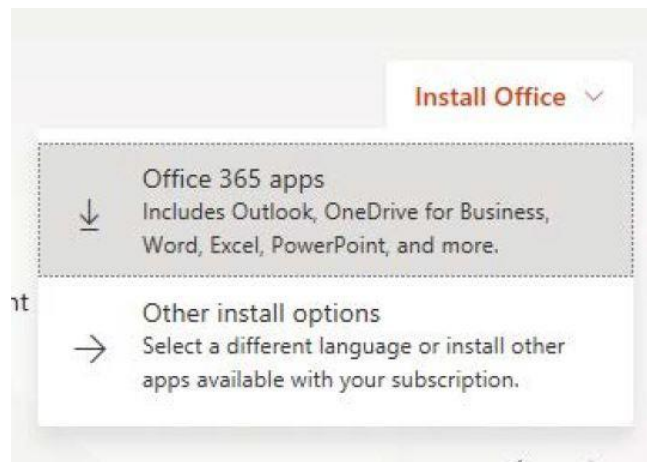 Install Office
Office 365 apps
Includes Outlook, OneDrive for Business,
Word, Excel, PowerPoint, and more.
Other install options
Select a different language or install other
apps available with your subscription.